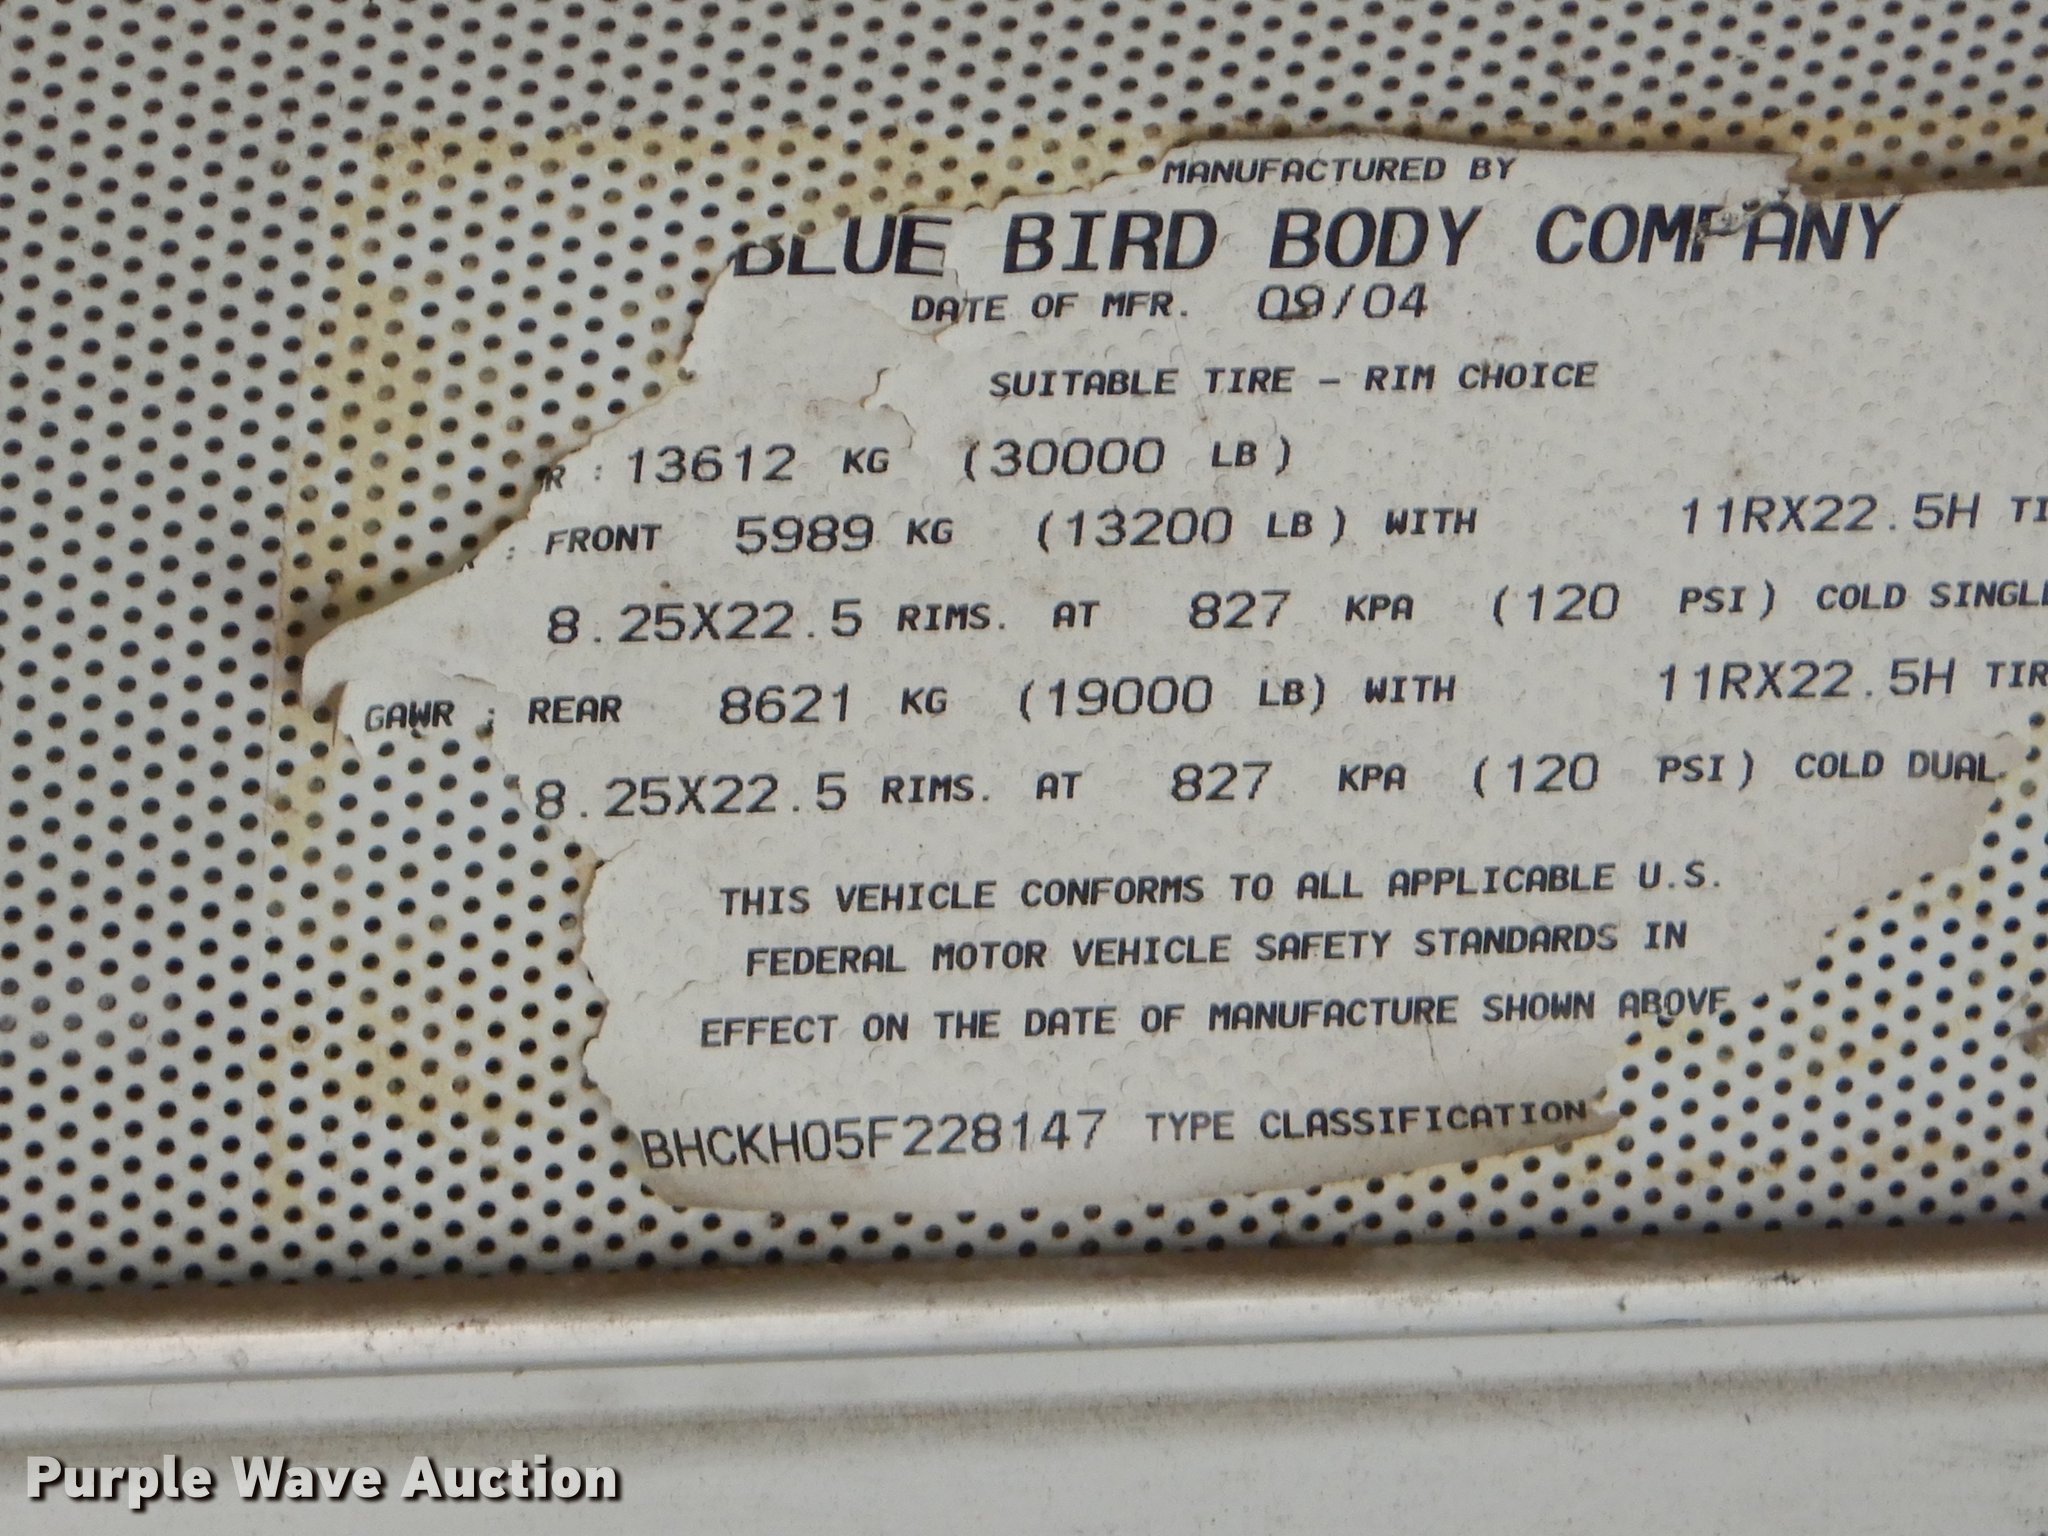 MANUFACTURED BY
BLUE BIRD BODY COMPANY
DATE OF MFR. 09/04
SUITABLE TIRE - RIM CHOICE
R : 13612 KG (30000 LB)
: FRONT 5989 KG (13200 LB) WITH 11RX22.5H TI
8.25X22.5 RIMS. AT 827 KPA (120 PSI) COLD SINGLE
GAWR : REAR 8621 KG (19000 LB) WITH 11RX22.5H TIR
8.25X22.5 RIMS. AT 827 KPA (120 PSI) COLD DUAL
THIS VEHICLE CONFORMS TO ALL APPLICABLE U.S.
FEDERAL MOTOR VEHICLE SAFETY STANDARDS IN
EFFECT ON THE DATE OF MANUFACTURE SHOWN ABOVE
BHCKH05F228147 TYPE CLASSIFICATION
Purple Wave Auction